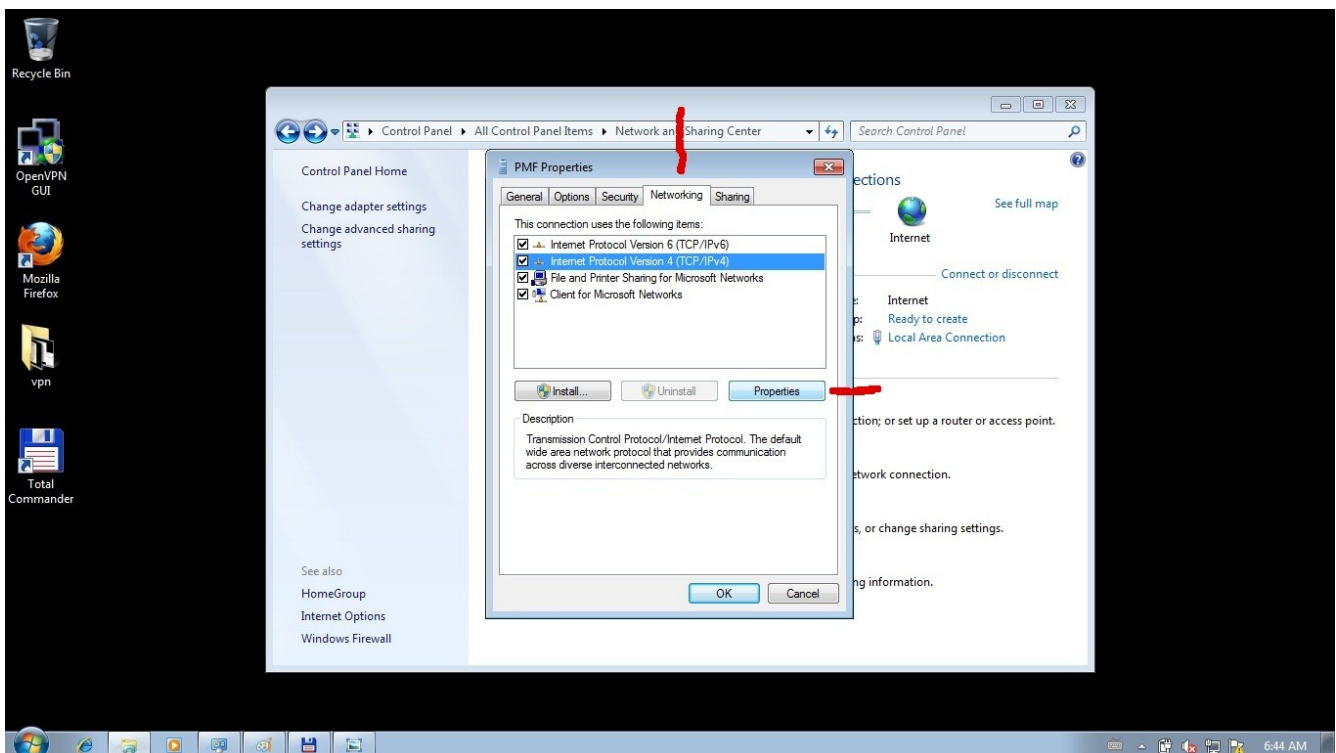 Recycle Bin
OpenVPN
GUI
Mozilla
Firefox
vpn
Total
Commander
Control Panel
All Control Panel Items
Network and Sharing Center
Search Control Panel
Control Panel Home
Change adapter settings
Change advanced sharing
settings
See also
HomeGroup
Internet Options
Windows Firewall
PMF Properties
General
Options
Security
Networking
Sharing
This connection uses the following items:
Internet Protocol Version 6 (TCP/IPv6)
Internet Protocol Version 4 (TCP/IPv4)
File and Printer Sharing for Microsoft Networks
Client for Microsoft Networks
Install...
Uninstall
Properties
Description
Transmission Control Protocol/Internet Protocol. The default
wide area network protocol that provides communication
across diverse interconnected networks.
OK
Cancel
ections
See full map
Internet
Connect or disconnect
e: Internet
p: Ready to create
s: Local Area Connection
ction; or set up a router or access point.
etwork connection.
s, or change sharing settings.
ng information.
6:44 AM